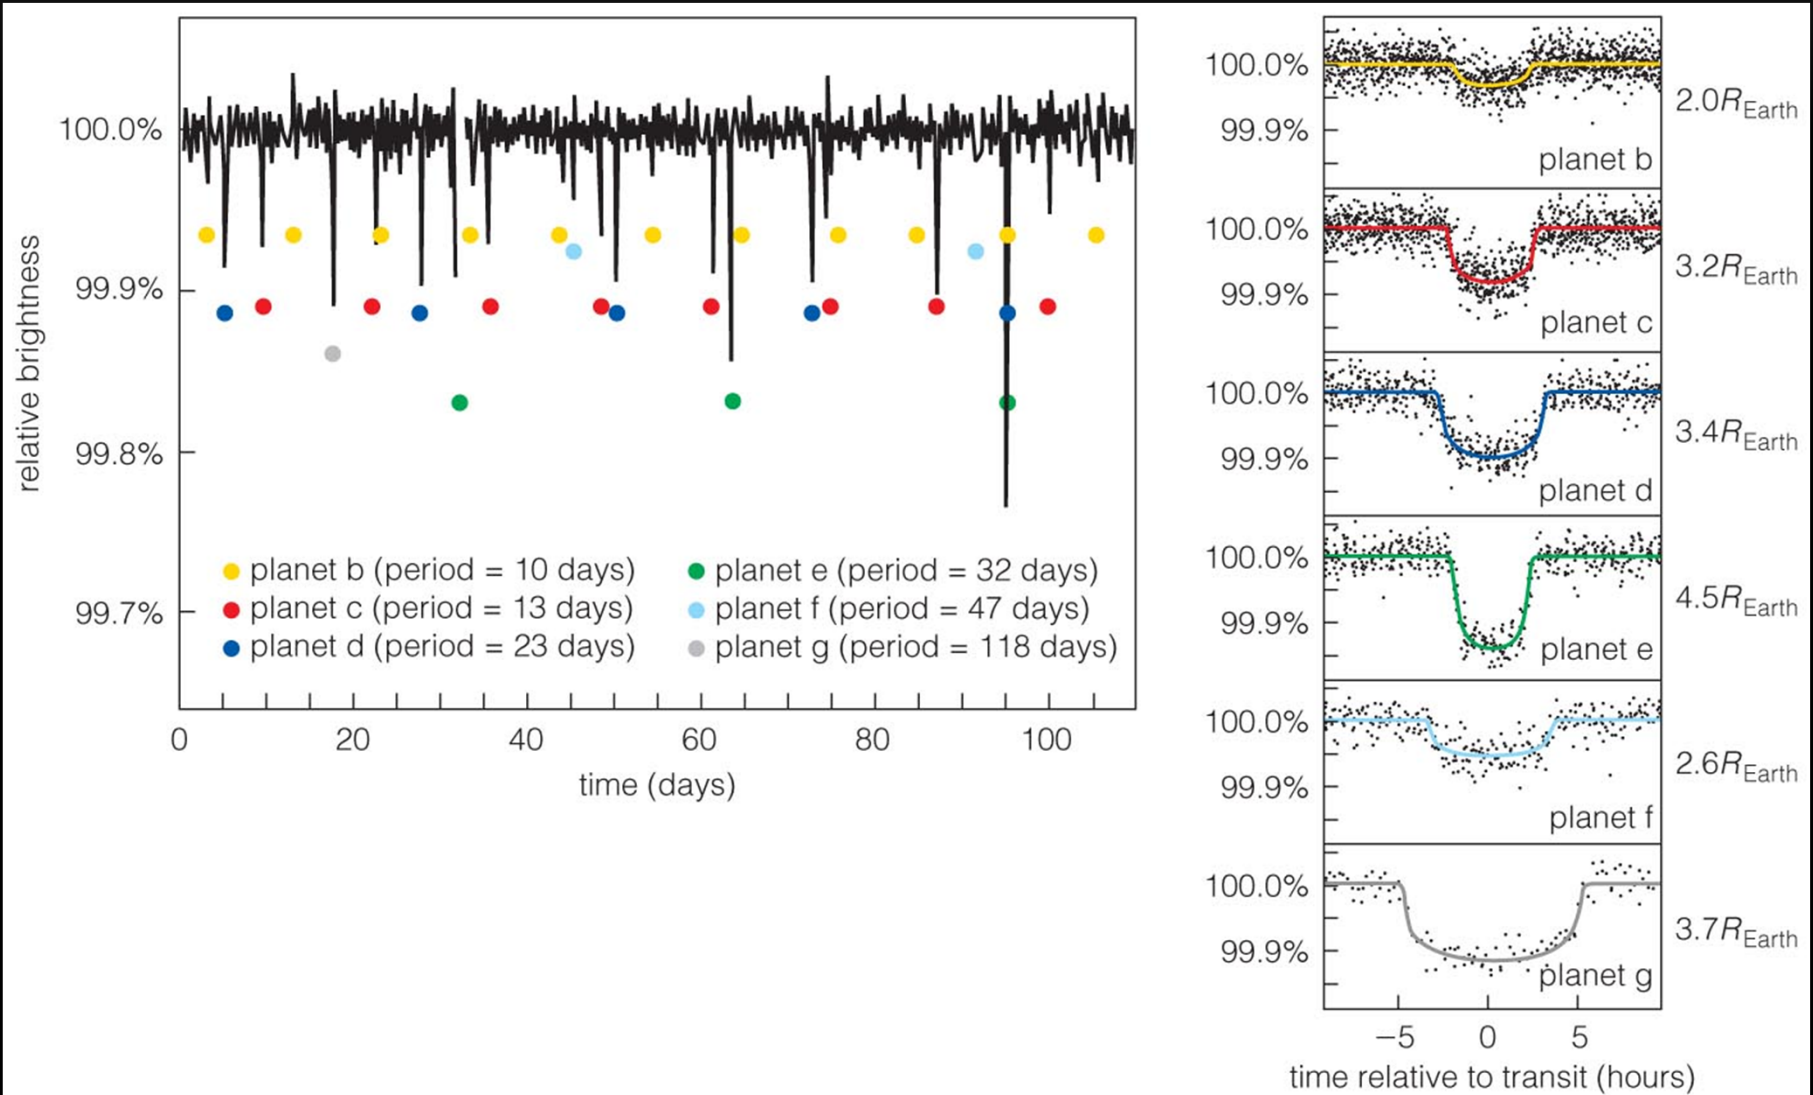 relative brightness
100.0%
99.9%
99.8%
99.7%
planet b (period = 10 days)
planet c (period = 13 days)
planet d (period = 23 days)
planet e (period = 32 days)
planet f (period = 47 days)
planet g (period = 118 days)
0 20 40 60 80 100
time (days)
100.0%
99.9%
planet b
2.0REarth
100.0%
99.9%
planet c
3.2REarth
100.0%
99.9%
planet d
3.4REarth
100.0%
99.9%
planet e
4.5REarth
100.0%
99.9%
planet f
2.6REarth
100.0%
99.9%
planet g
3.7REarth
−5 0 5
time relative to transit (hours)